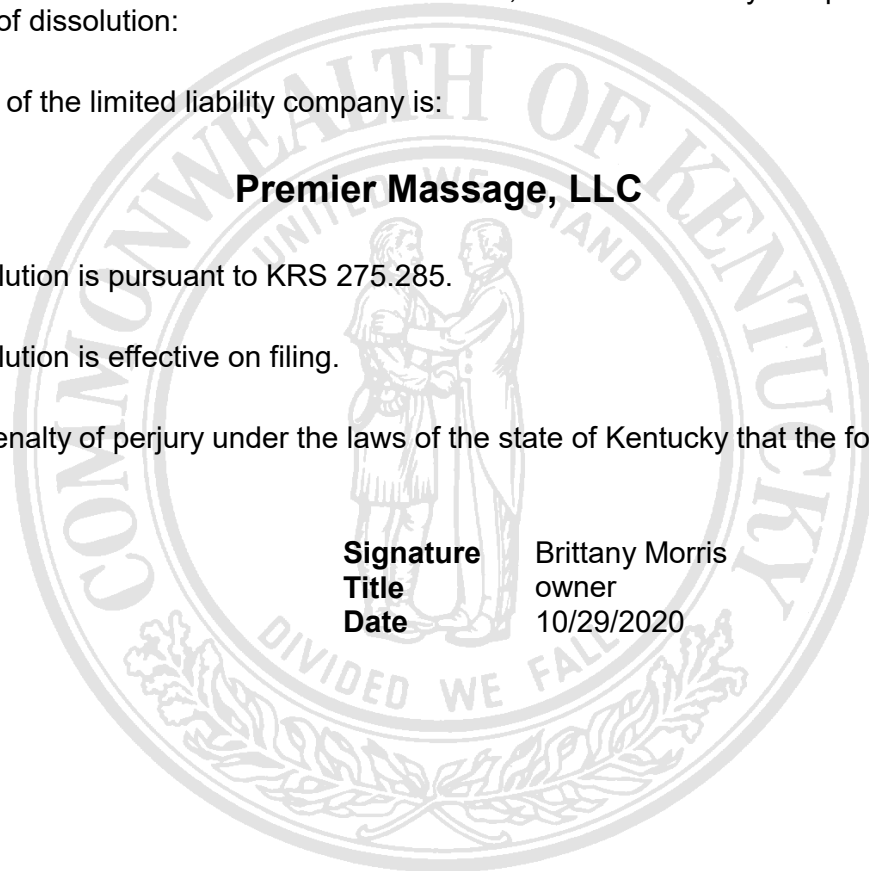 of dissolution:
of the limited liability company is:
Premier Massage, LLC
lution is pursuant to KRS 275.285.
lution is effective on filing.
enalty of perjury under the laws of the state of Kentucky that the fo
Signature Brittany Morris
Title owner
Date 10/29/2020
COMMONWEALTH OF KENTUCKY
UNITED WE STAND
DIVIDED WE FALL